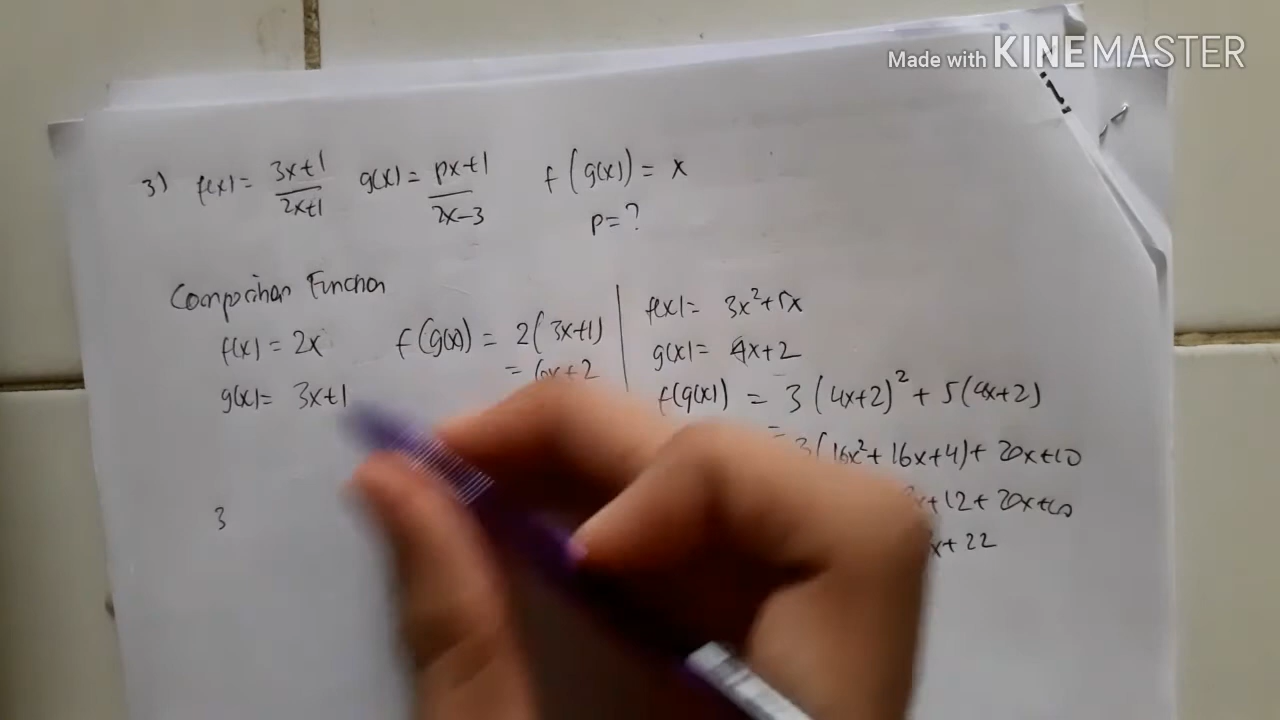 Made with KINEMASTER
3) f(x) = 3x+1/2x+1 g(x) = px+1/2x-3 f(g(x)) = x
p = ?
Composition Function
f(x) = 2x f(g(x)) = 2(3x+1)
= 6x+2
g(x) = 3x+1
3
f(x) = 3x²+5x
g(x) = 4x+2
f(g(x)) = 3(4x+2)² + 5(4x+2)
= 3(16x²+16x+4) + 20x+10
x+12+20x+10
x+22